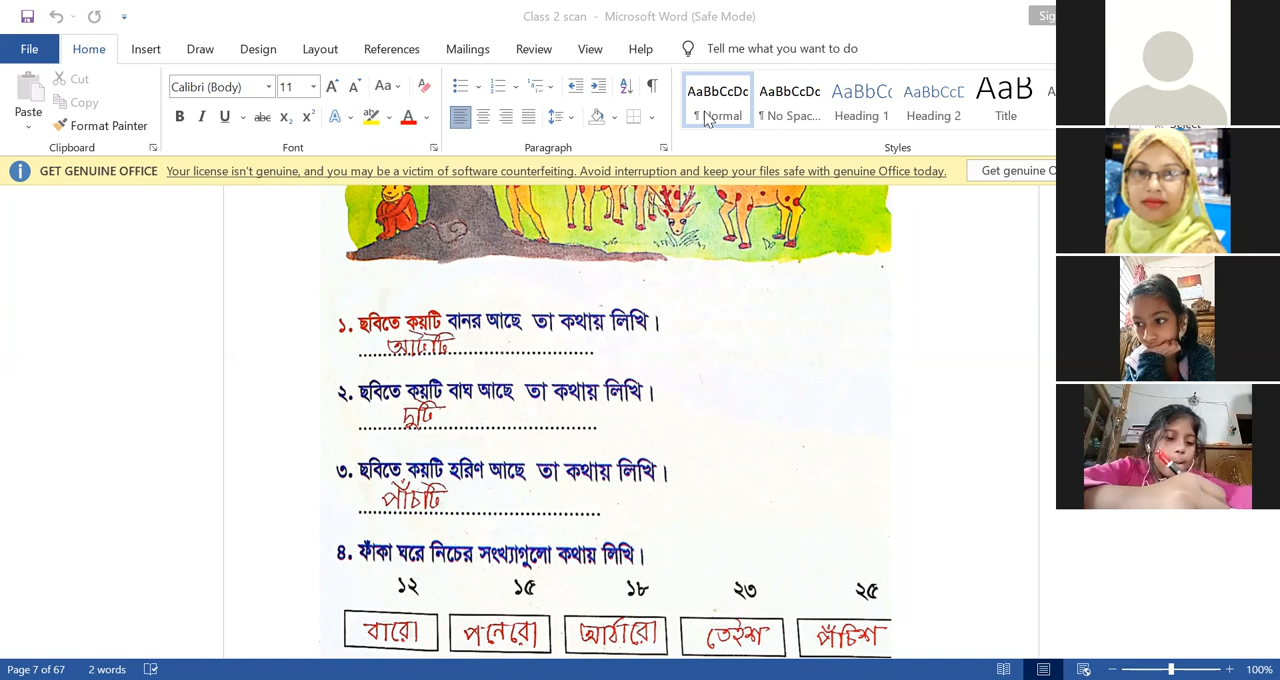 Class 2 scan - Microsoft Word (Safe Mode)
Sig
File Home Insert Draw Design Layout References Mailings Review View Help Tell me what you want to do
Paste
Cut
Copy
Format Painter
Calibri (Body) 11
AaBbCcDc AaBbCcDc AaBbCc AaBbCcD AaB
¶ Normal ¶ No Spac... Heading 1 Heading 2 Title
Clipboard Font Paragraph Styles
GET GENUINE OFFICE Your license isn't genuine, and you may be a victim of software counterfeiting. Avoid interruption and keep your files safe with genuine Office today. Get genuine O
১. ছবিতে কয়টি বানর আছে তা কথায় লিখি।
আটটি
২. ছবিতে কয়টি বাঘ আছে তা কথায় লিখি।
দুটি
৩. ছবিতে কয়টি হরিণ আছে তা কথায় লিখি।
পাঁচটি
৪. ফাঁকা ঘরে নিচের সংখ্যাগুলো কথায় লিখি।
১২ ১৫ ১৮ ২৩ ২৫
বারো পনেরো আঠারো তেইশ পঁচিশ
Page 7 of 67 2 words 100%